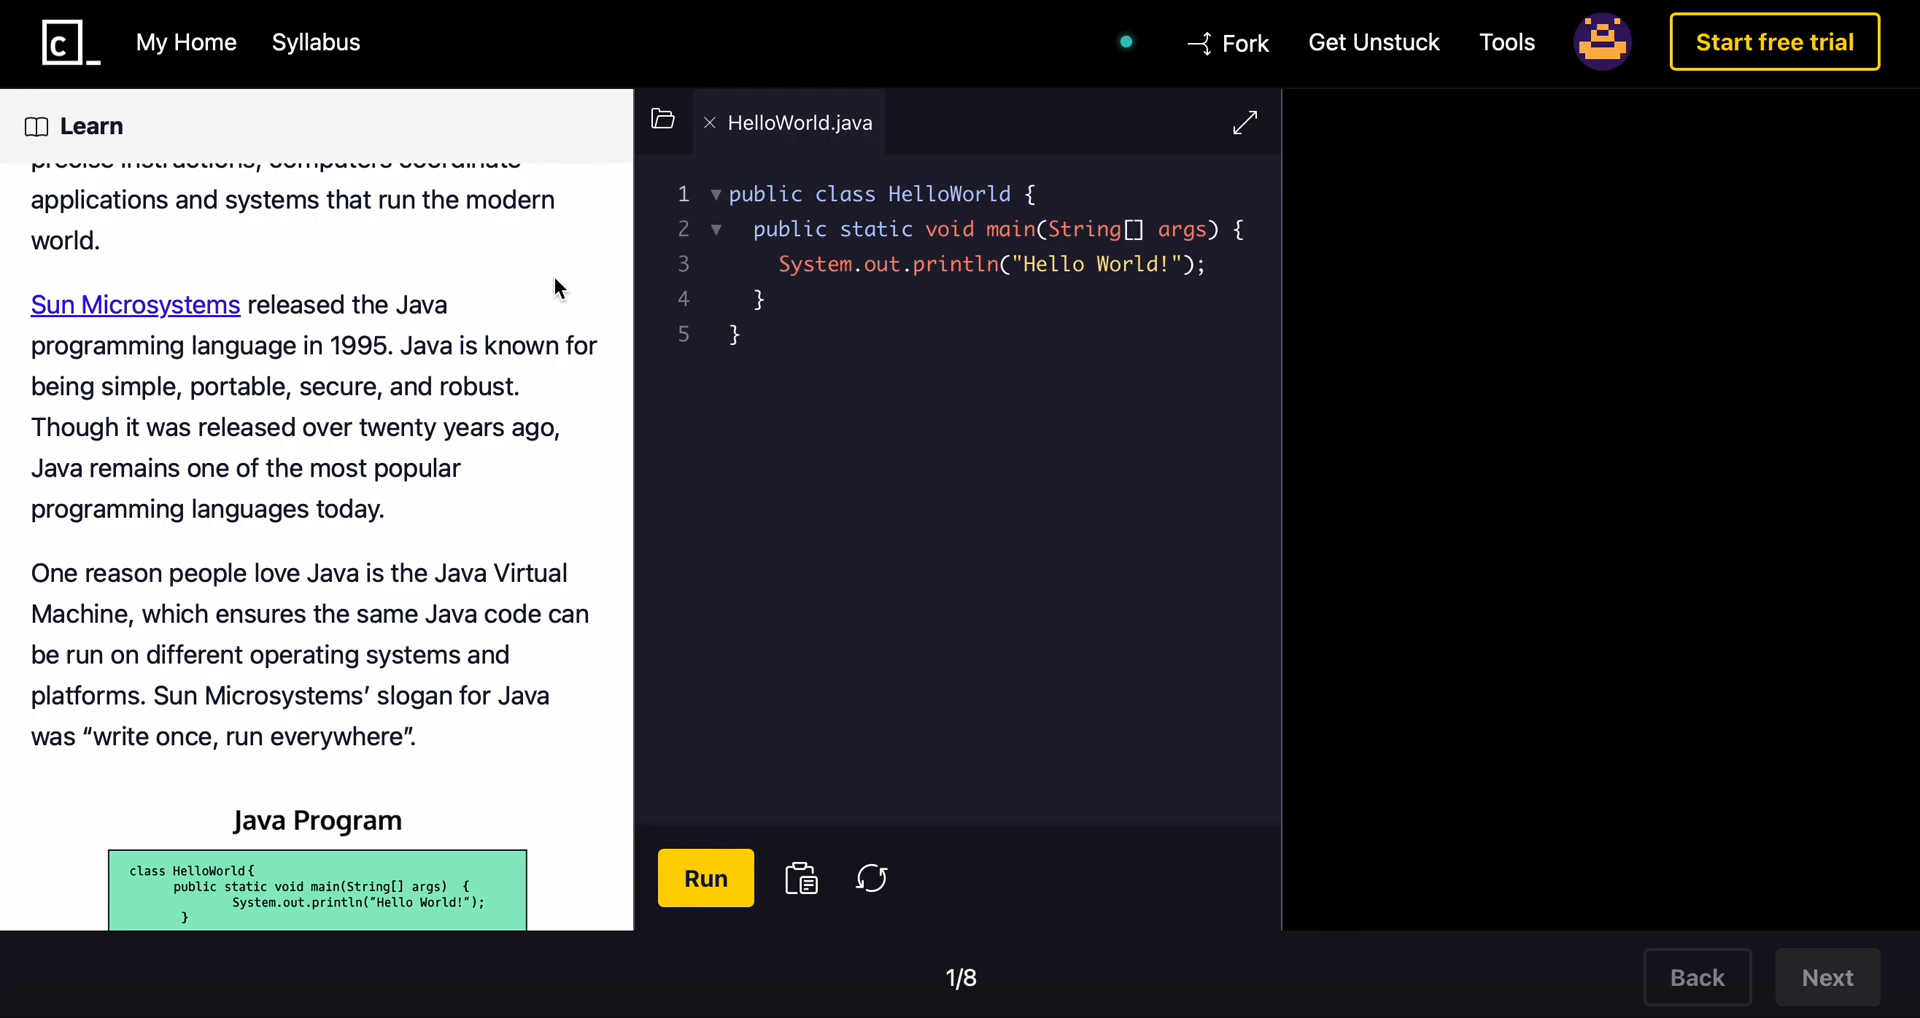 c
My Home
Syllabus
Fork
Get Unstuck
Tools
Start free trial
Learn
precise instructions, computers coordinate
applications and systems that run the modern
world.
Sun Microsystems released the Java
programming language in 1995. Java is known for
being simple, portable, secure, and robust.
Though it was released over twenty years ago,
Java remains one of the most popular
programming languages today.
One reason people love Java is the Java Virtual
Machine, which ensures the same Java code can
be run on different operating systems and
platforms. Sun Microsystems’ slogan for Java
was “write once, run everywhere”.
Java Program
class HelloWorld{
public static void main(String[] args) {
System.out.println("Hello World!");
}
HelloWorld.java
1 public class HelloWorld {
2 public static void main(String[] args) {
3 System.out.println("Hello World!");
4 }
5 }
Run
1/8
Back
Next